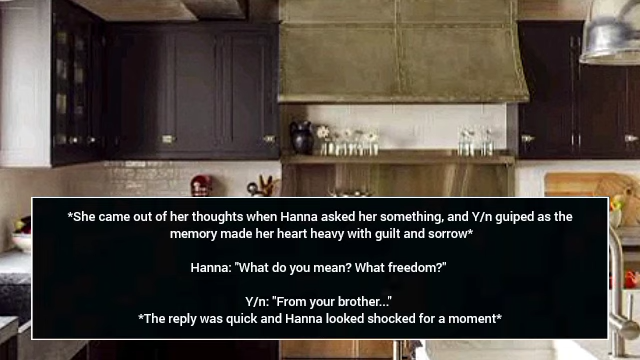 *She came out of her thoughts when Hanna asked her something, and Y/n guiped as the
memory made her heart heavy with guilt and sorrow*
Hanna: "What do you mean? What freedom?"
Y/n: "From your brother..."
*The reply was quick and Hanna looked shocked for a moment*